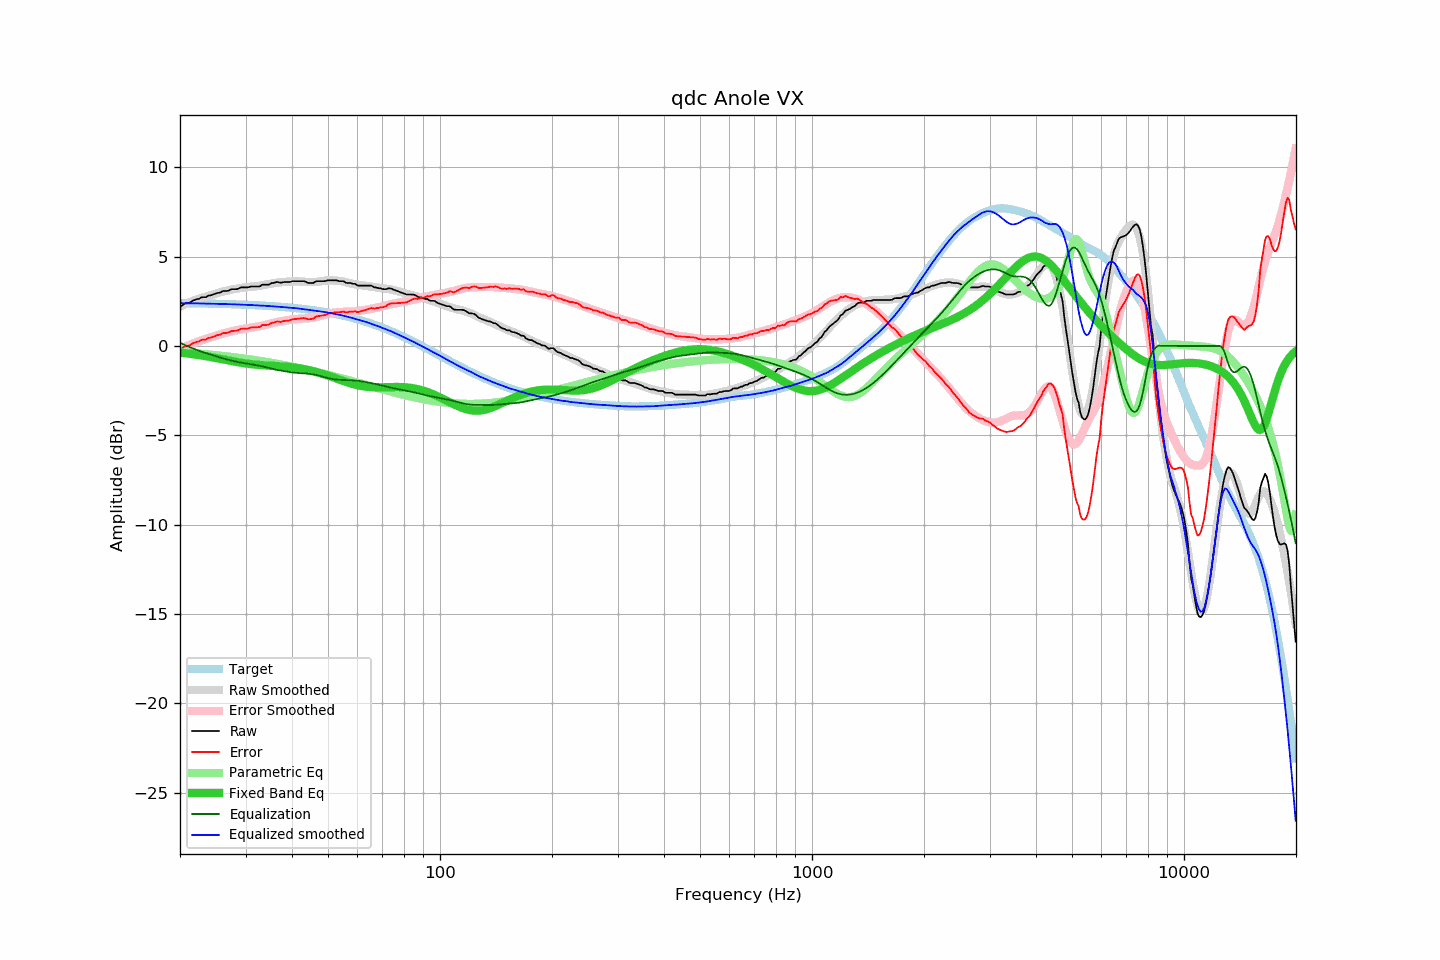 qdc Anole VX
Amplitude (dBr)
10
5
0
−5
−10
−15
−20
−25
Target
Raw Smoothed
Error Smoothed
Raw
Error
Parametric Eq
Fixed Band Eq
Equalization
Equalized smoothed
100 1000 10000
Frequency (Hz)